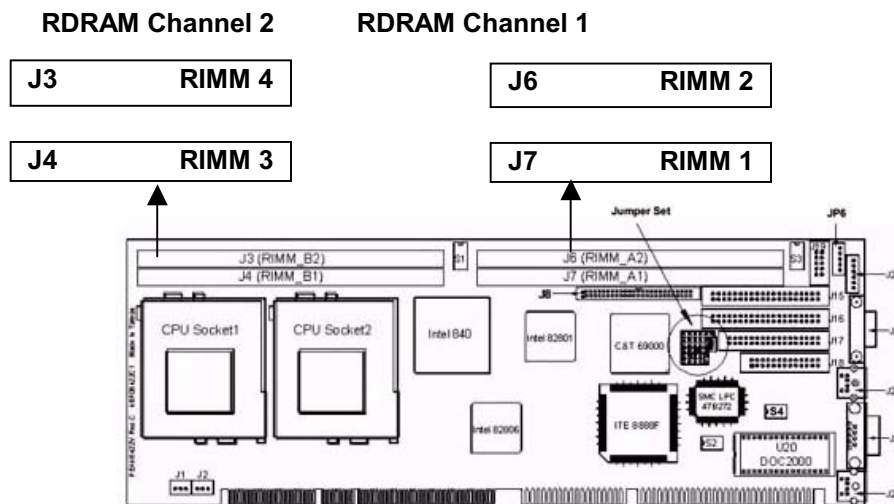 RDRAM Channel 2 RDRAM Channel 1
J3 RIMM 4
J6 RIMM 2
J4 RIMM 3
J7 RIMM 1
Jumper Set
JP6
J3 (RIMM_B2)
S1
J6 (RIMM_A2)
S3
J4 (RIMM_B1)
J7 (RIMM_A1)
J8
J15
J16
J17
J18
CPU Socket1
CPU Socket2
Intel 840
Intel 82801
C&T 69000
SMC LPC
47B272
S4
ITE 8888F
Intel 82806
S2
U20
DOC2000
J1 J2